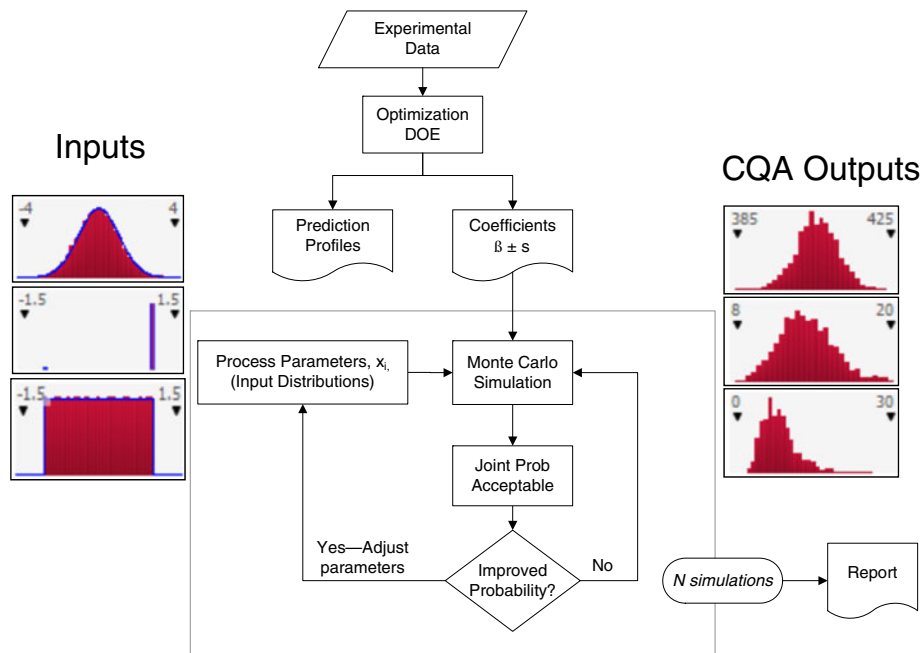 Experimental
Data
Optimization
DOE
Inputs
CQA Outputs
-4 4
Prediction
Profiles
Coefficients
ß ± s
385 425
-1.5 1.5
8 20
Process Parameters, xi,
(Input Distributions)
Monte Carlo
Simulation
-1.5 1.5
0 30
Joint Prob
Acceptable
Yes—Adjust
parameters
Improved
Probability?
No
N simulations
Report